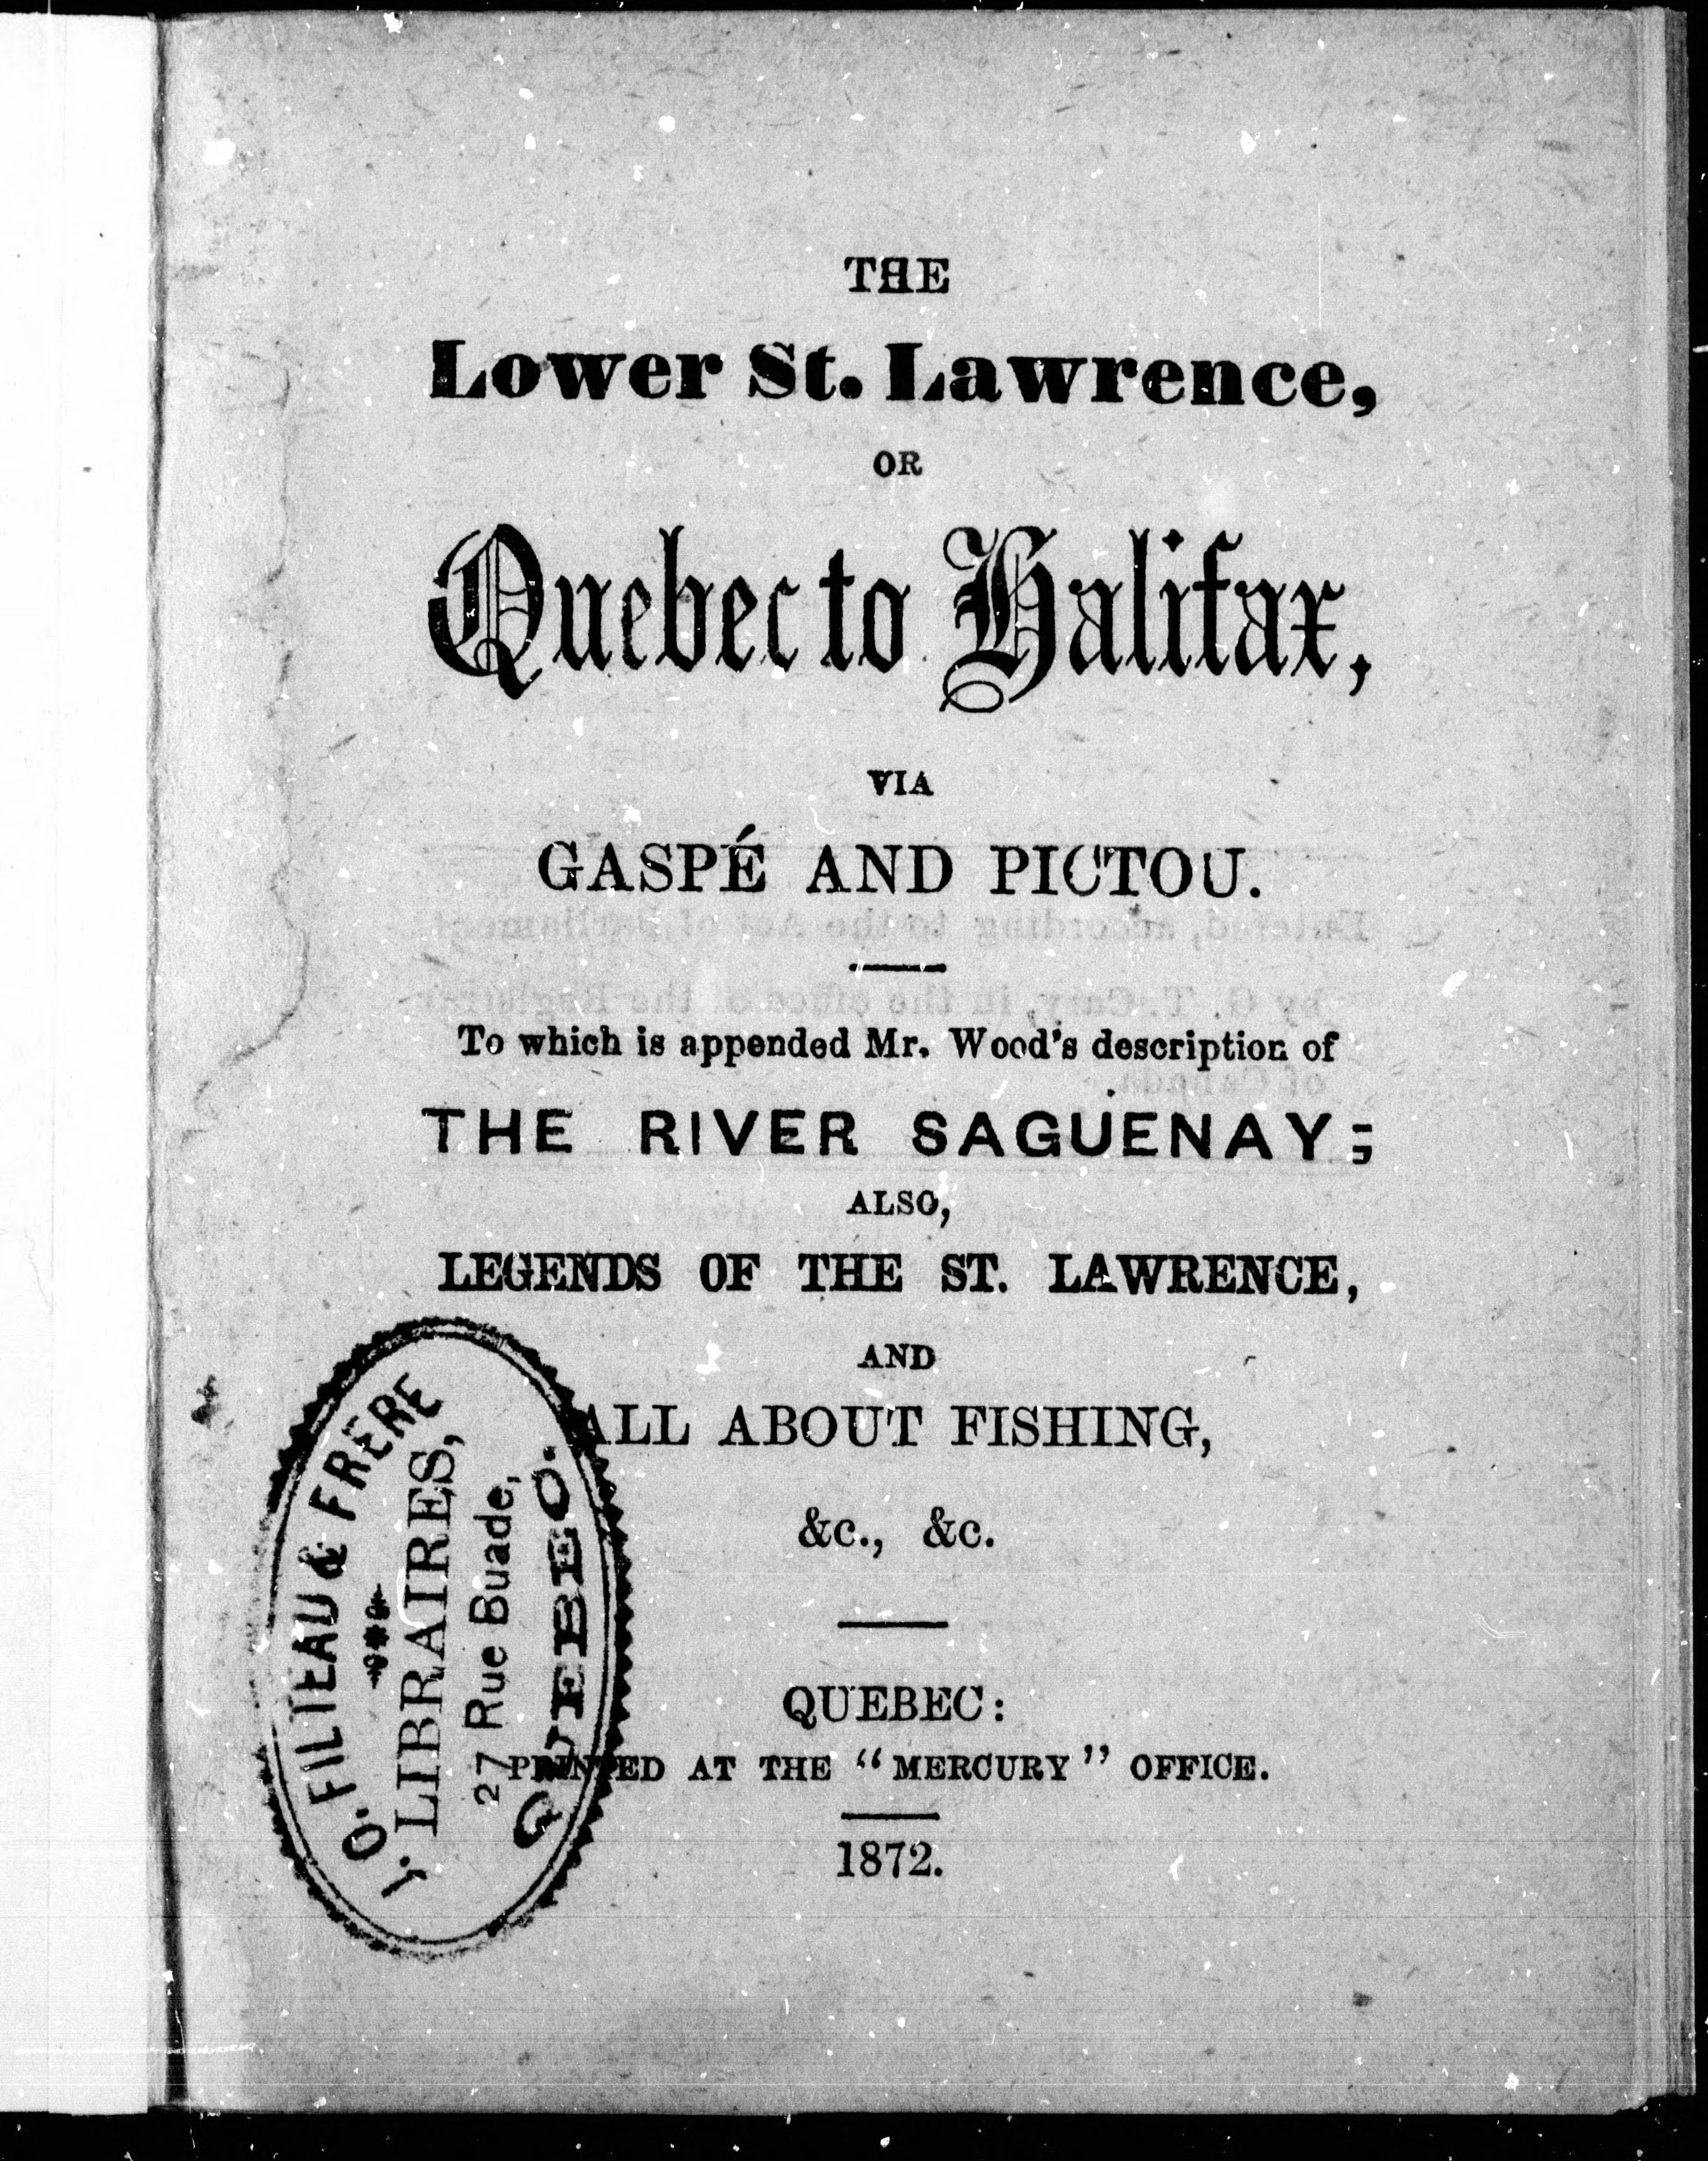 THE
Lower St. Lawrence,
OR
Quebec to Halifax,
VIA
GASPÉ AND PICTOU.
To which is appended Mr. Wood's description of
THE RIVER SAGUENAY;
ALSO,
LEGENDS OF THE ST. LAWRENCE,
AND
ALL ABOUT FISHING,
&c., &c.
QUEBEC:
PRINTED AT THE "MERCURY" OFFICE.
1872.
O. FILTEAU & FRERE
LIBRAIRES,
27 Rue Buade,
QUEBEC.